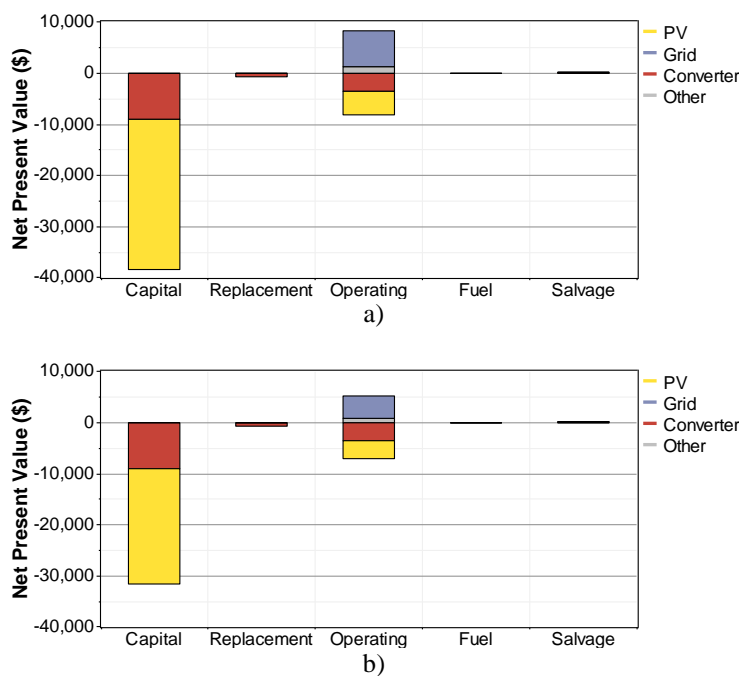 Net Present Value ($)
10,000
0
-10,000
-20,000
-30,000
-40,000
Capital Replacement Operating Fuel Salvage
PV
Grid
Converter
Other
a)
Net Present Value ($)
10,000
0
-10,000
-20,000
-30,000
-40,000
Capital Replacement Operating Fuel Salvage
PV
Grid
Converter
Other
b)